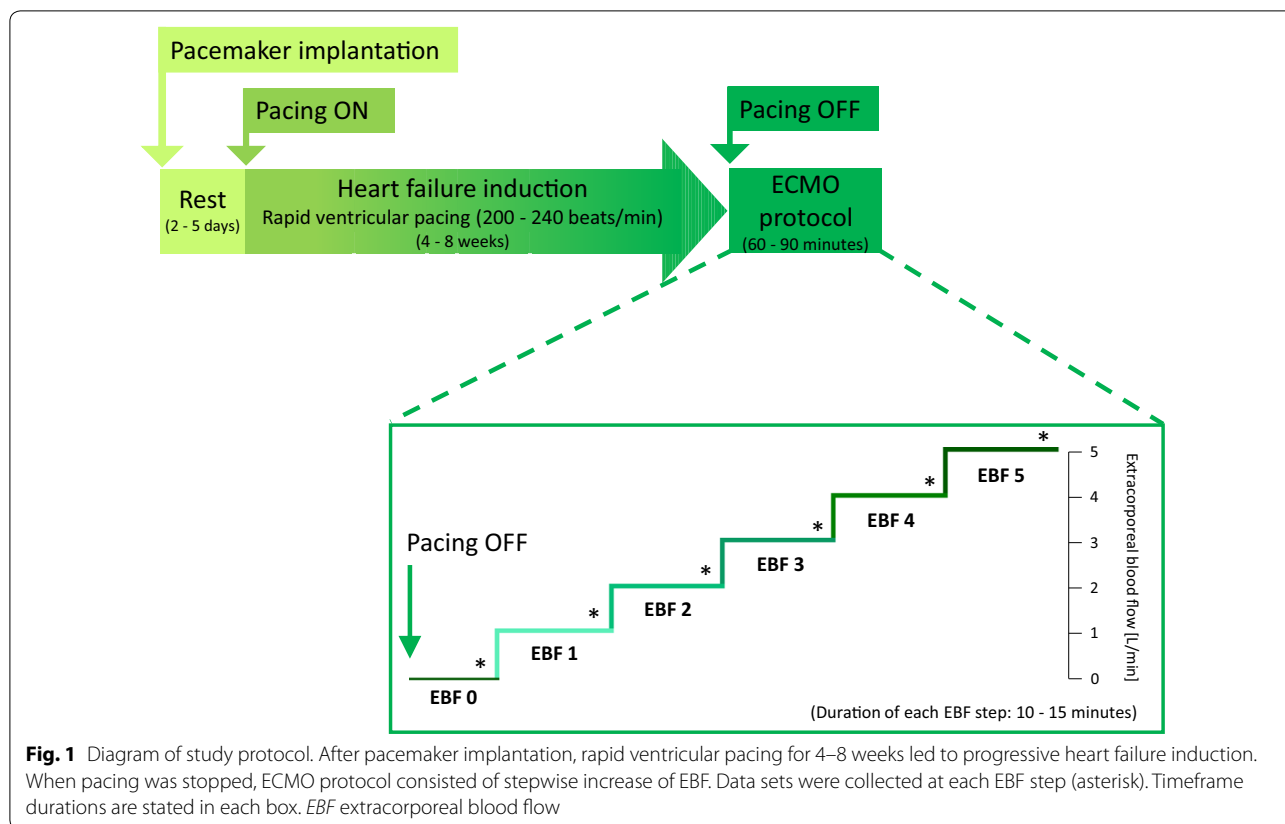 Pacemaker implantation
Pacing ON
Pacing OFF
Rest
(2 - 5 days)
Heart failure induction
Rapid ventricular pacing (200 - 240 beats/min)
(4 - 8 weeks)
ECMO
protocol
(60 - 90 minutes)
Pacing OFF
EBF 0
*
EBF 1
*
EBF 2
*
EBF 3
*
EBF 4
*
EBF 5
*
5
4
3
2
1
0
Extracorporeal blood flow [L/min]
(Duration of each EBF step: 10 - 15 minutes)
Fig. 1 Diagram of study protocol. After pacemaker implantation, rapid ventricular pacing for 4–8 weeks led to progressive heart failure induction.
When pacing was stopped, ECMO protocol consisted of stepwise increase of EBF. Data sets were collected at each EBF step (asterisk). Timeframe
durations are stated in each box. EBF extracorporeal blood flow